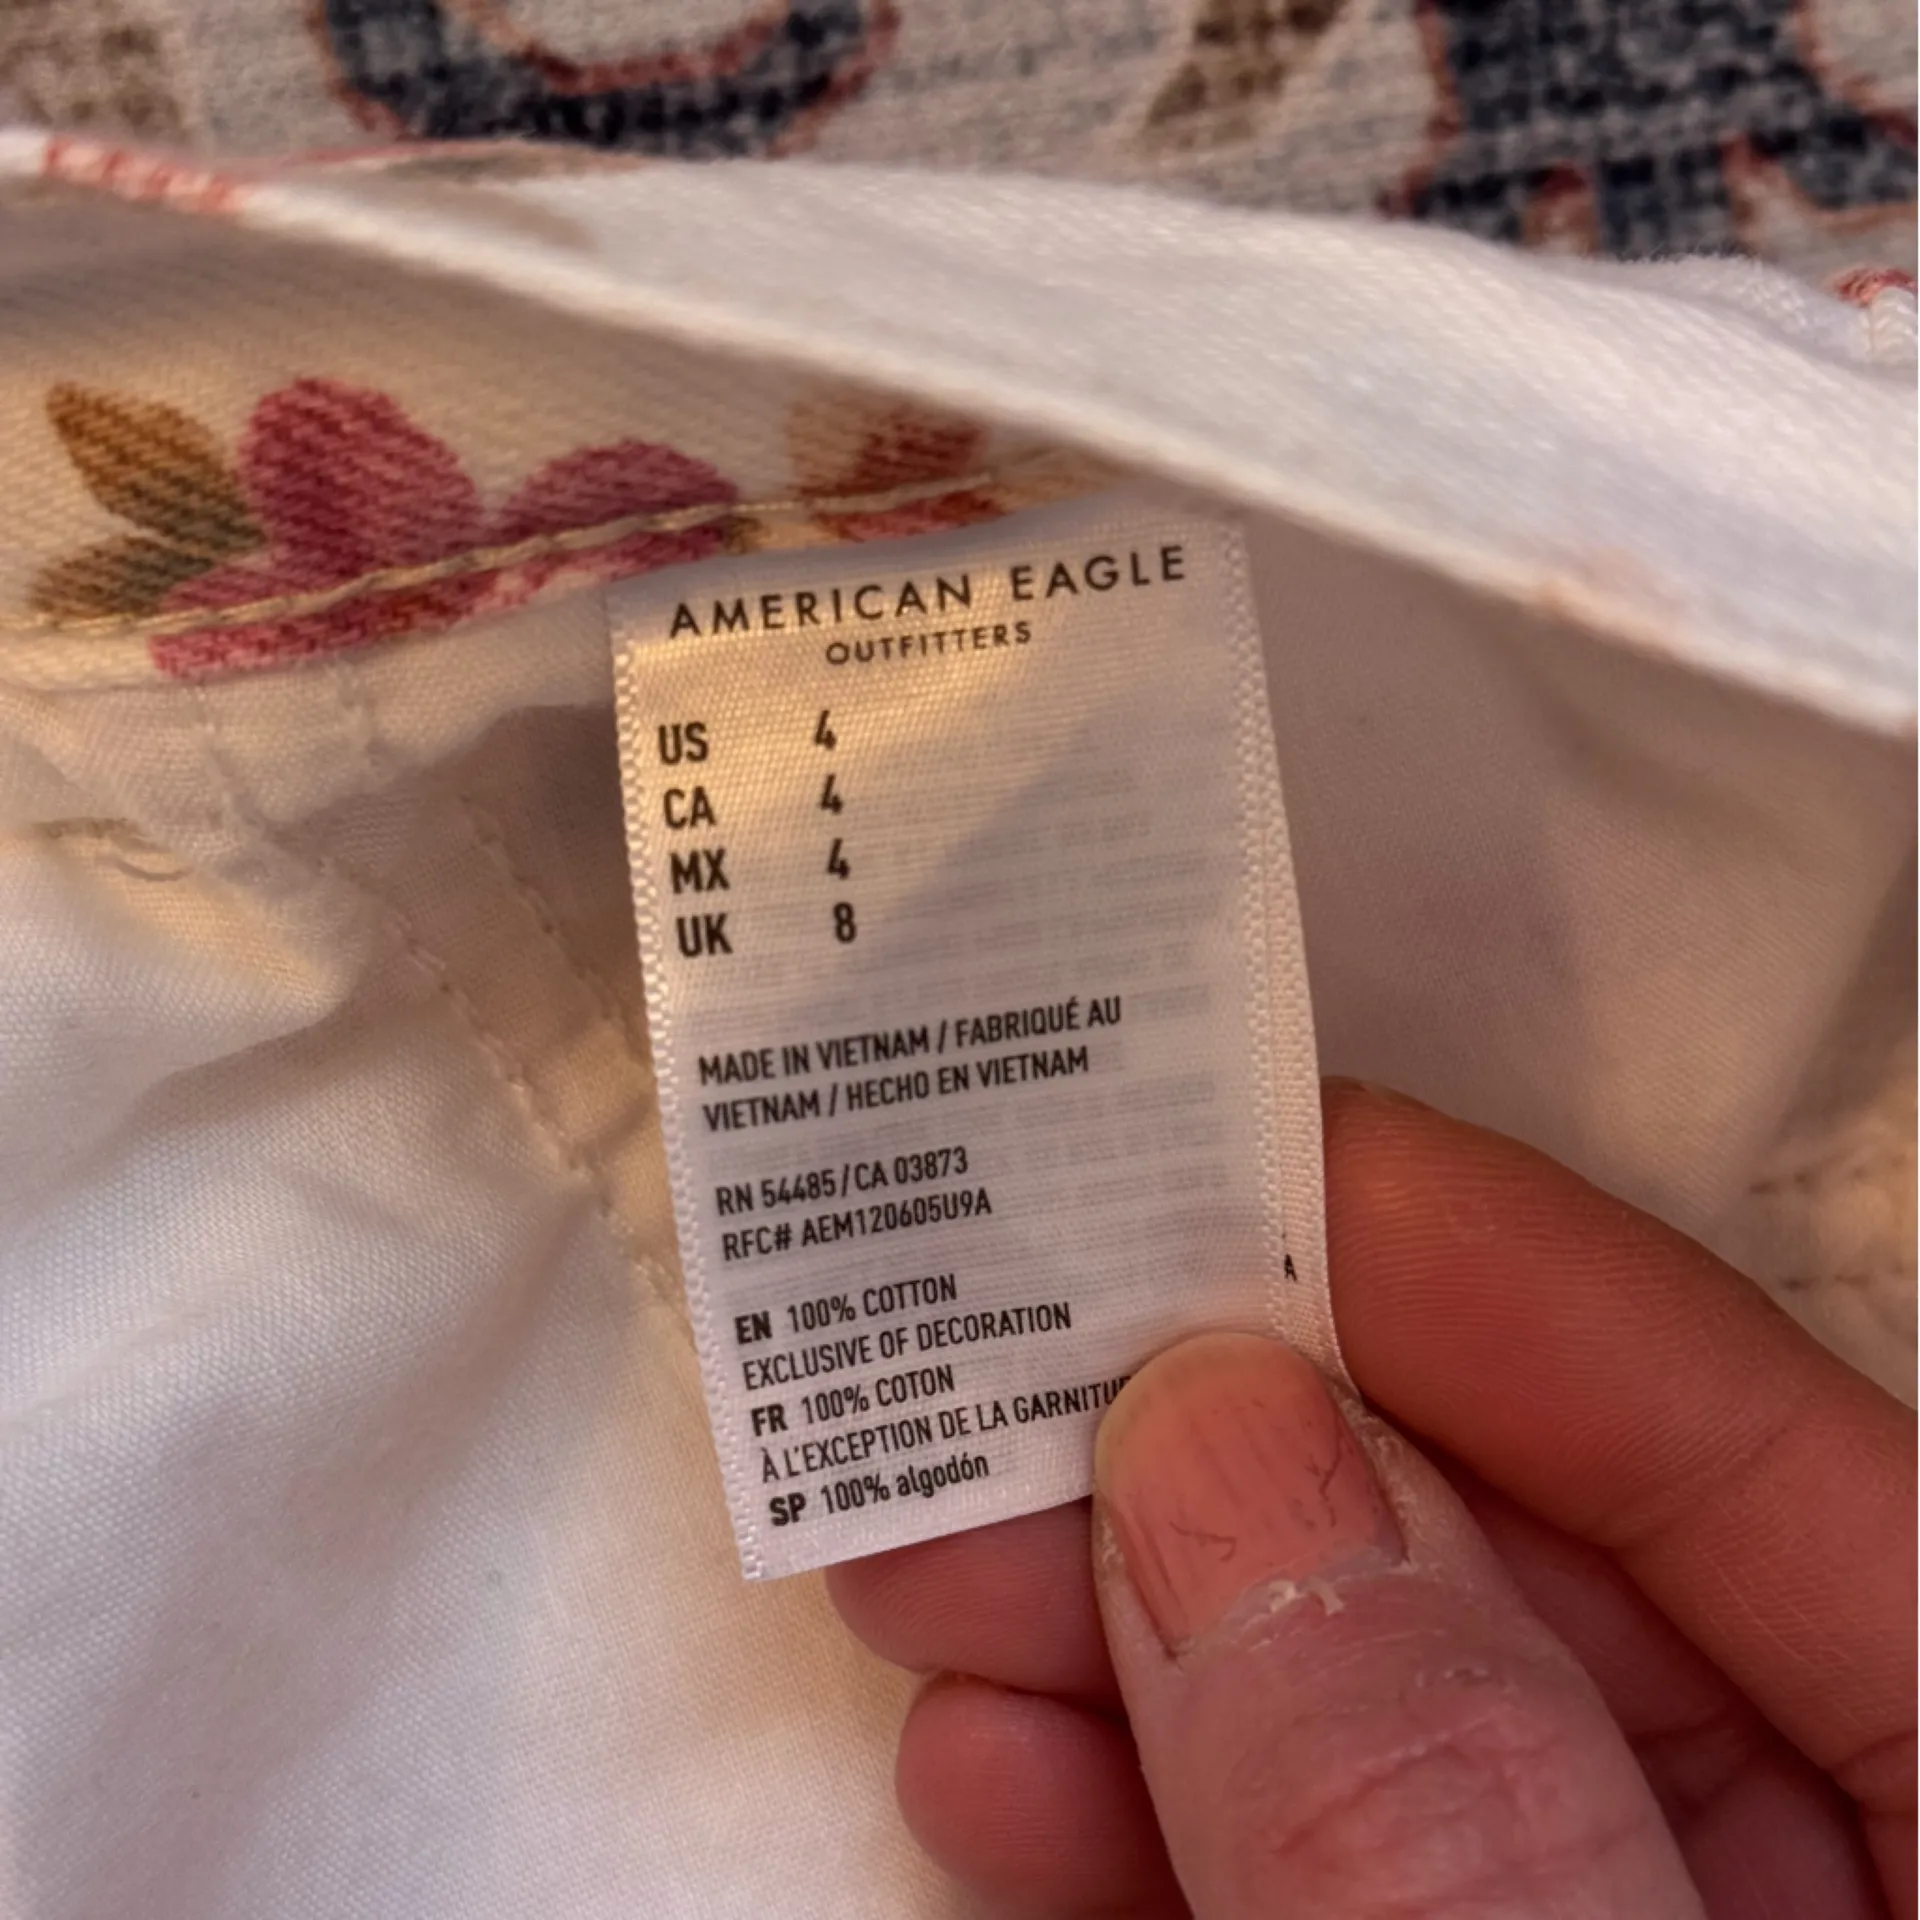 AMERICAN EAGLE
OUTFITTERS
US 4
CA 4
MX 4
UK 8
MADE IN VIETNAM / FABRIQUÉ AU
VIETNAM / HECHO EN VIETNAM
RN 54485/CA 03873
RFC# AEM120605U9A
A
EN 100% COTTON
EXCLUSIVE OF DECORATION
FR 100% COTON
À L'EXCEPTION DE LA
SP 100% algodón